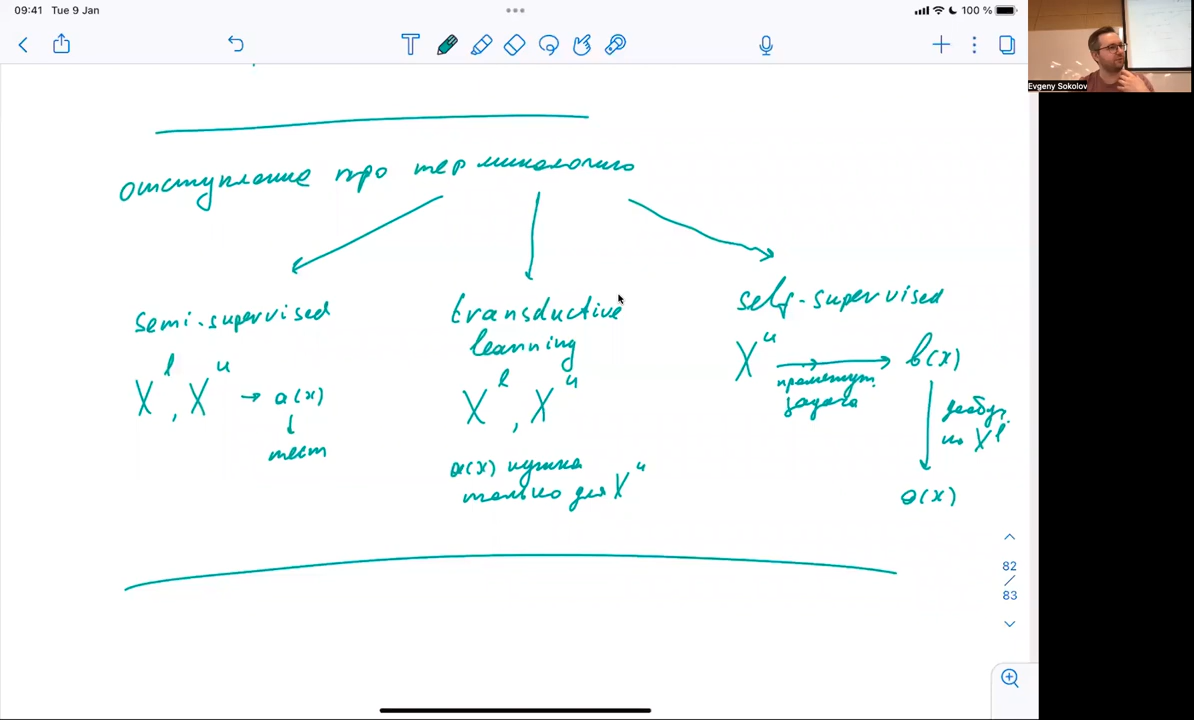 09:41 Tue 9 Jan
100 %
Evgeny Sokolov
отступление про терминологию
semi-supervised
X^l, X^u → a(x)
тест
transductive
learning
X^l, X^u
a(x) нужна
только для X^u
self-supervised
X^u → b(x)
промежут.
задача
дообуч.
на X^l
a(x)
82
/
83